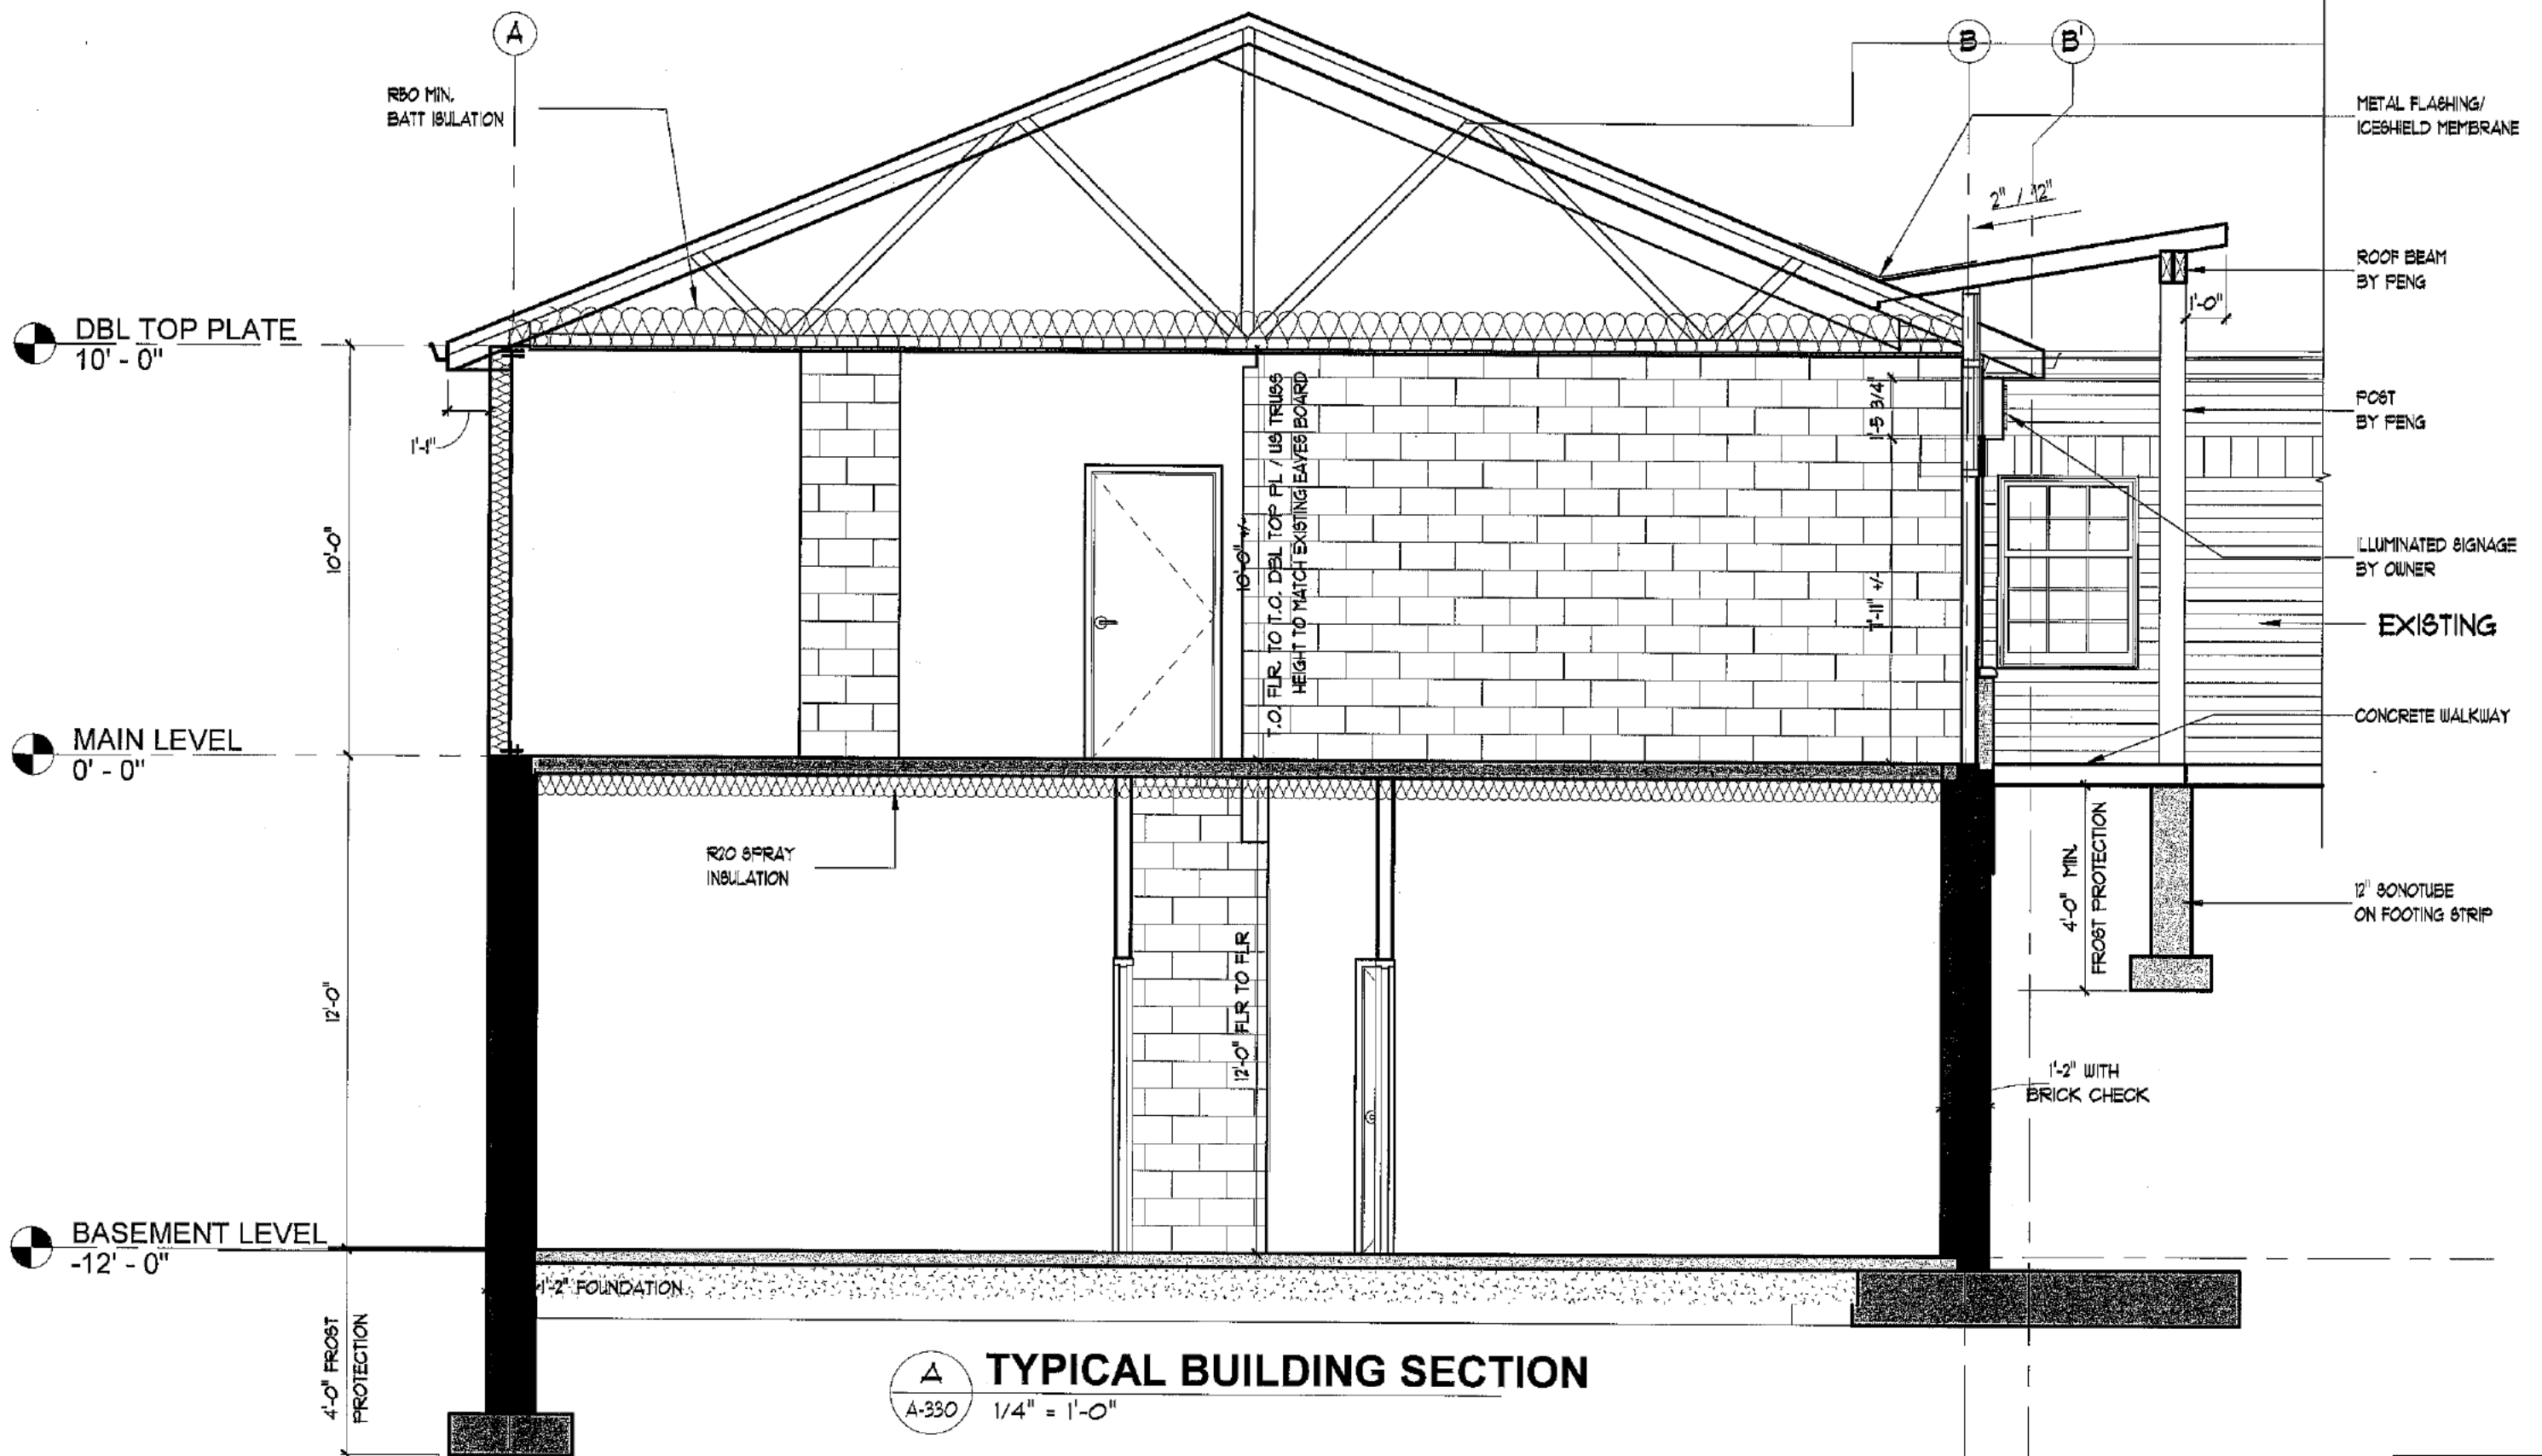 A
B
B'
R50 MIN.
BATT ISULATION
METAL FLASHING/
ICESHIELD MEMBRANE
2" / 12"
ROOF BEAM
BY PENG
1'-0"
DBL TOP PLATE
10' - 0"
1'-1"
10'-0"
10'-0" +/-
T.O. FLR. TO T.O. DBL TOP PL / US TRUSS
HEIGHT TO MATCH EXISTING EAVES BOARD
1'-5 3/4"
7'-11" +/-
POST
BY PENG
ILLUMINATED SIGNAGE
BY OWNER
EXISTING
CONCRETE WALKWAY
MAIN LEVEL
0' - 0"
R20 SPRAY
INSULATION
4'-0" MIN.
FROST PROTECTION
12" SONOTUBE
ON FOOTING STRIP
12'-0"
12'-0" FLR TO FLR
1'-2" WITH
BRICK CHECK
BASEMENT LEVEL
-12' - 0"
1'-2" FOUNDATION
4'-0" FROST
PROTECTION
A
A-330
TYPICAL BUILDING SECTION
1/4" = 1'-0"